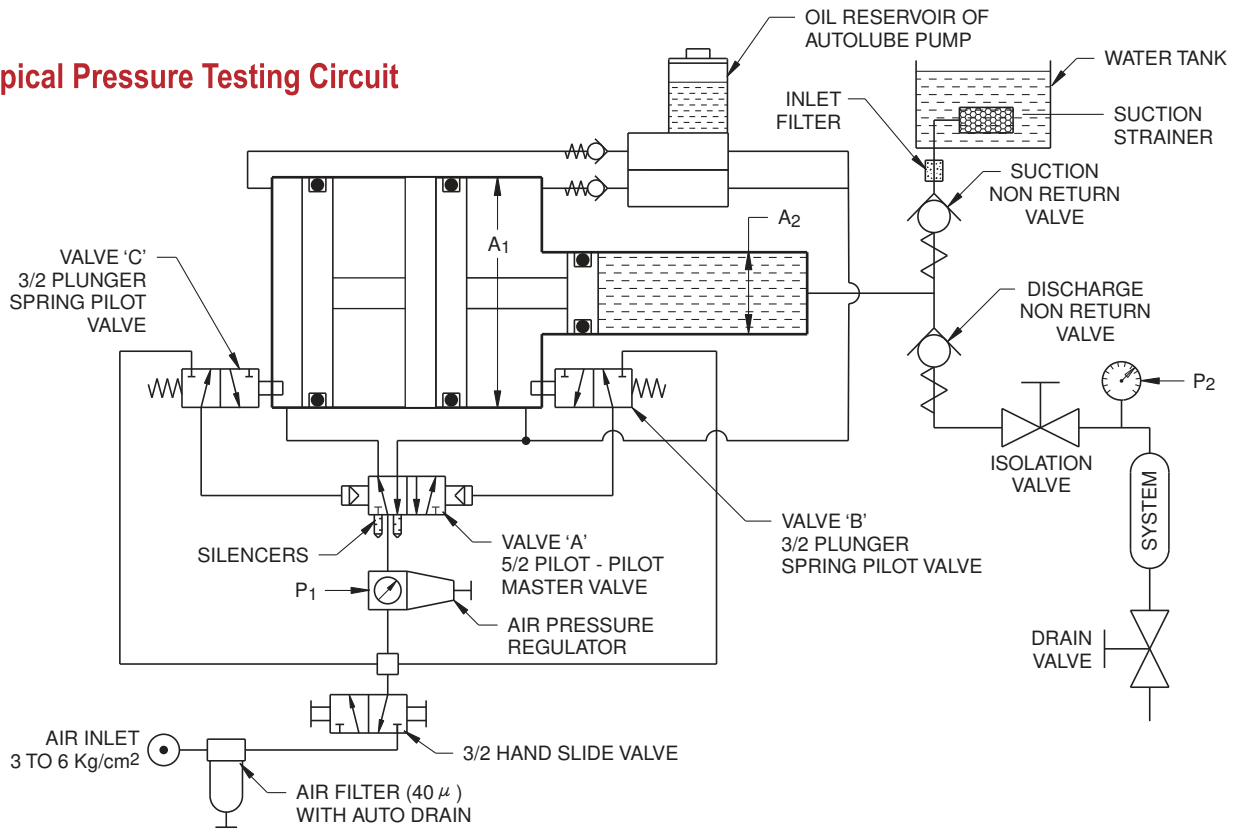 pical Pressure Testing Circuit
OIL RESERVOIR OF
AUTOLUBE PUMP
WATER TANK
INLET
FILTER
SUCTION
STRAINER
SUCTION
NON RETURN
VALVE
A2
A1
VALVE ‘C’
3/2 PLUNGER
SPRING PILOT
VALVE
DISCHARGE
NON RETURN
VALVE
P2
ISOLATION
VALVE
SYSTEM
SILENCERS
VALVE ‘A’
5/2 PILOT - PILOT
MASTER VALVE
VALVE ‘B’
3/2 PLUNGER
SPRING PILOT VALVE
P1
AIR PRESSURE
REGULATOR
DRAIN
VALVE
AIR INLET
3 TO 6 Kg/cm2
3/2 HAND SLIDE VALVE
AIR FILTER (40 μ )
WITH AUTO DRAIN